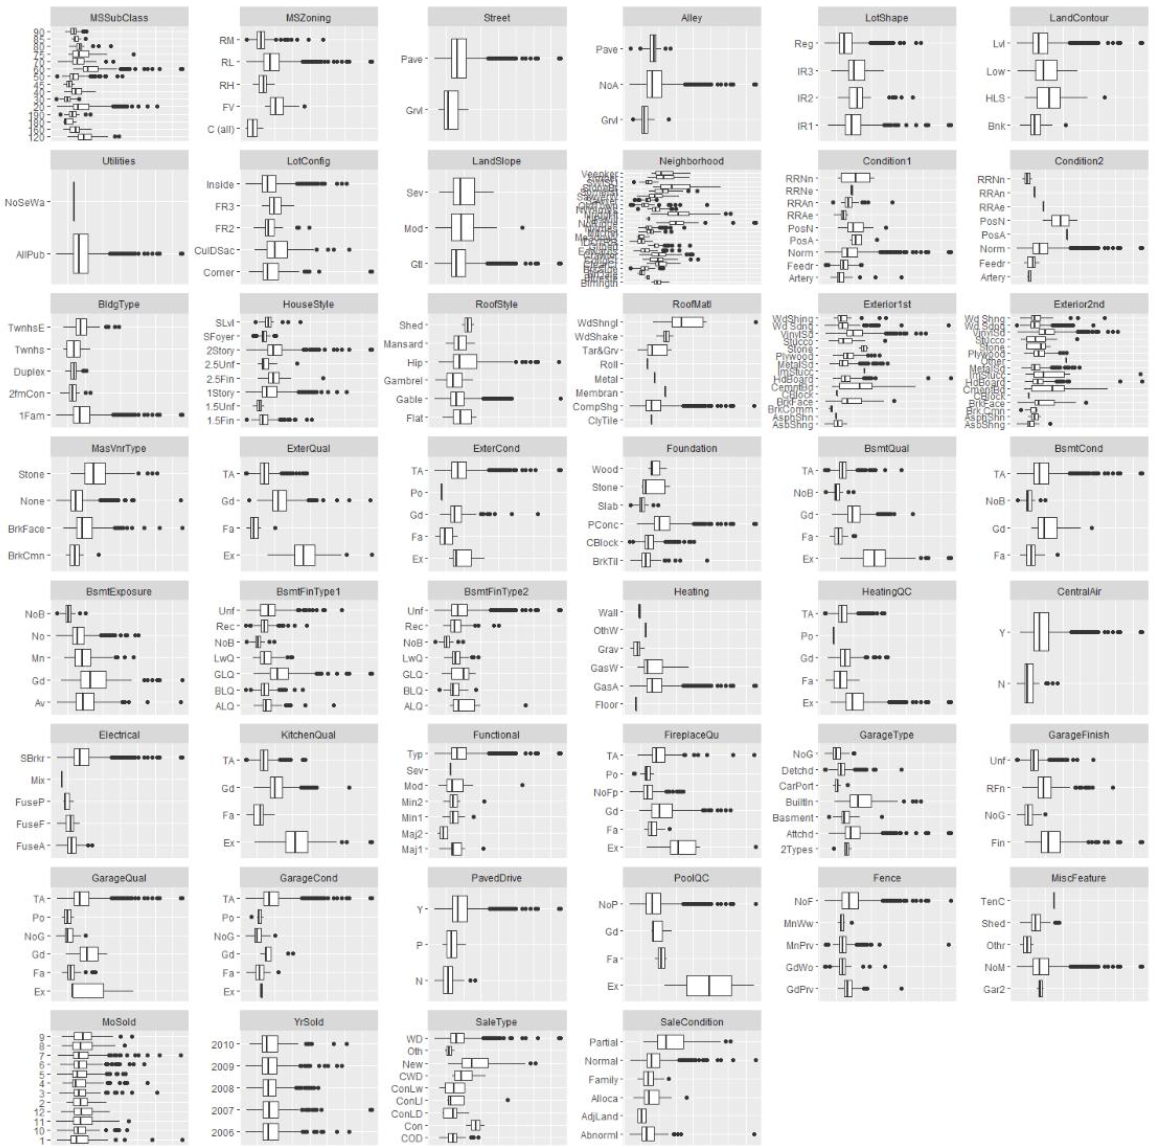 MSSubClass
90
85
80
75
70
60
50
45
40
30
20
190
180
160
120
MSZoning
RM
RL
RH
FV
C (all)
Street
Pave
Grvl
Alley
Pave
NoA
Grvl
LotShape
Reg
IR3
IR2
IR1
LandContour
Lvl
Low
HLS
Bnk
Utilities
NoSeWa
AllPub
LotConfig
Inside
FR3
FR2
CulDSac
Corner
LandSlope
Sev
Mod
Gtl
Neighborhood
Veenker
Blmngtn
Condition1
RRNn
RRNe
RRAn
RRAe
PosN
PosA
Norm
Feedr
Artery
Condition2
RRNn
RRAn
RRAe
PosN
PosA
Norm
Feedr
Artery
BldgType
TwnhsE
Twnhs
Duplex
2fmCon
1Fam
HouseStyle
SLvl
SFoyer
2Story
2.5Unf
2.5Fin
1Story
1.5Unf
1.5Fin
RoofStyle
Shed
Mansard
Hip
Gambrel
Gable
Flat
RoofMatl
WdShngl
WdShake
Tar&Grv
Roll
Metal
Membran
CompShg
ClyTile
Exterior1st
WdShing
Wd Sdng
VinylSd
Stucco
Stone
Plywood
MetalSd
ImStucc
HdBoard
CemntBd
CBlock
BrkFace
BrkComm
AsphShn
AsbShng
Exterior2nd
Wd Shng
Wd Sdng
VinylSd
Stucco
Stone
Plywood
Other
MetalSd
ImStucc
HdBoard
CmentBd
CBlock
BrkFace
Brk Cmn
AsphShn
AsbShng
MasVnrType
Stone
None
BrkFace
BrkCmn
ExterQual
TA
Gd
Fa
Ex
ExterCond
TA
Po
Gd
Fa
Ex
Foundation
Wood
Stone
Slab
PConc
CBlock
BrkTil
BsmtQual
TA
NoB
Gd
Fa
Ex
BsmtCond
TA
NoB
Gd
Fa
BsmtExposure
NoB
No
Mn
Gd
Av
BsmtFinType1
Unf
Rec
NoB
LwQ
GLQ
BLQ
ALQ
BsmtFinType2
Unf
Rec
NoB
LwQ
GLQ
BLQ
ALQ
Heating
Wall
OthW
Grav
GasW
GasA
Floor
HeatingQC
TA
Po
Gd
Fa
Ex
CentralAir
Y
N
Electrical
SBrkr
Mix
FuseP
FuseF
FuseA
KitchenQual
TA
Gd
Fa
Ex
Functional
Typ
Sev
Mod
Min2
Min1
Maj2
Maj1
FireplaceQu
TA
Po
NoFp
Gd
Fa
Ex
GarageType
NoG
Detchd
CarPort
BuiltIn
Basment
Attchd
2Types
GarageFinish
Unf
RFn
NoG
Fin
GarageQual
TA
Po
NoG
Gd
Fa
Ex
GarageCond
TA
Po
NoG
Gd
Fa
Ex
PavedDrive
Y
P
N
PoolQC
NoP
Gd
Fa
Ex
Fence
NoF
MnWw
MnPrv
GdWo
GdPrv
MiscFeature
TenC
Shed
Othr
NoM
Gar2
MoSold
9
8
7
6
5
4
3
2
12
11
10
1
YrSold
2010
2009
2008
2007
2006
SaleType
WD
Oth
New
CWD
ConLw
ConLI
ConLD
Con
COD
SaleCondition
Partial
Normal
Family
Alloca
AdjLand
Abnorml